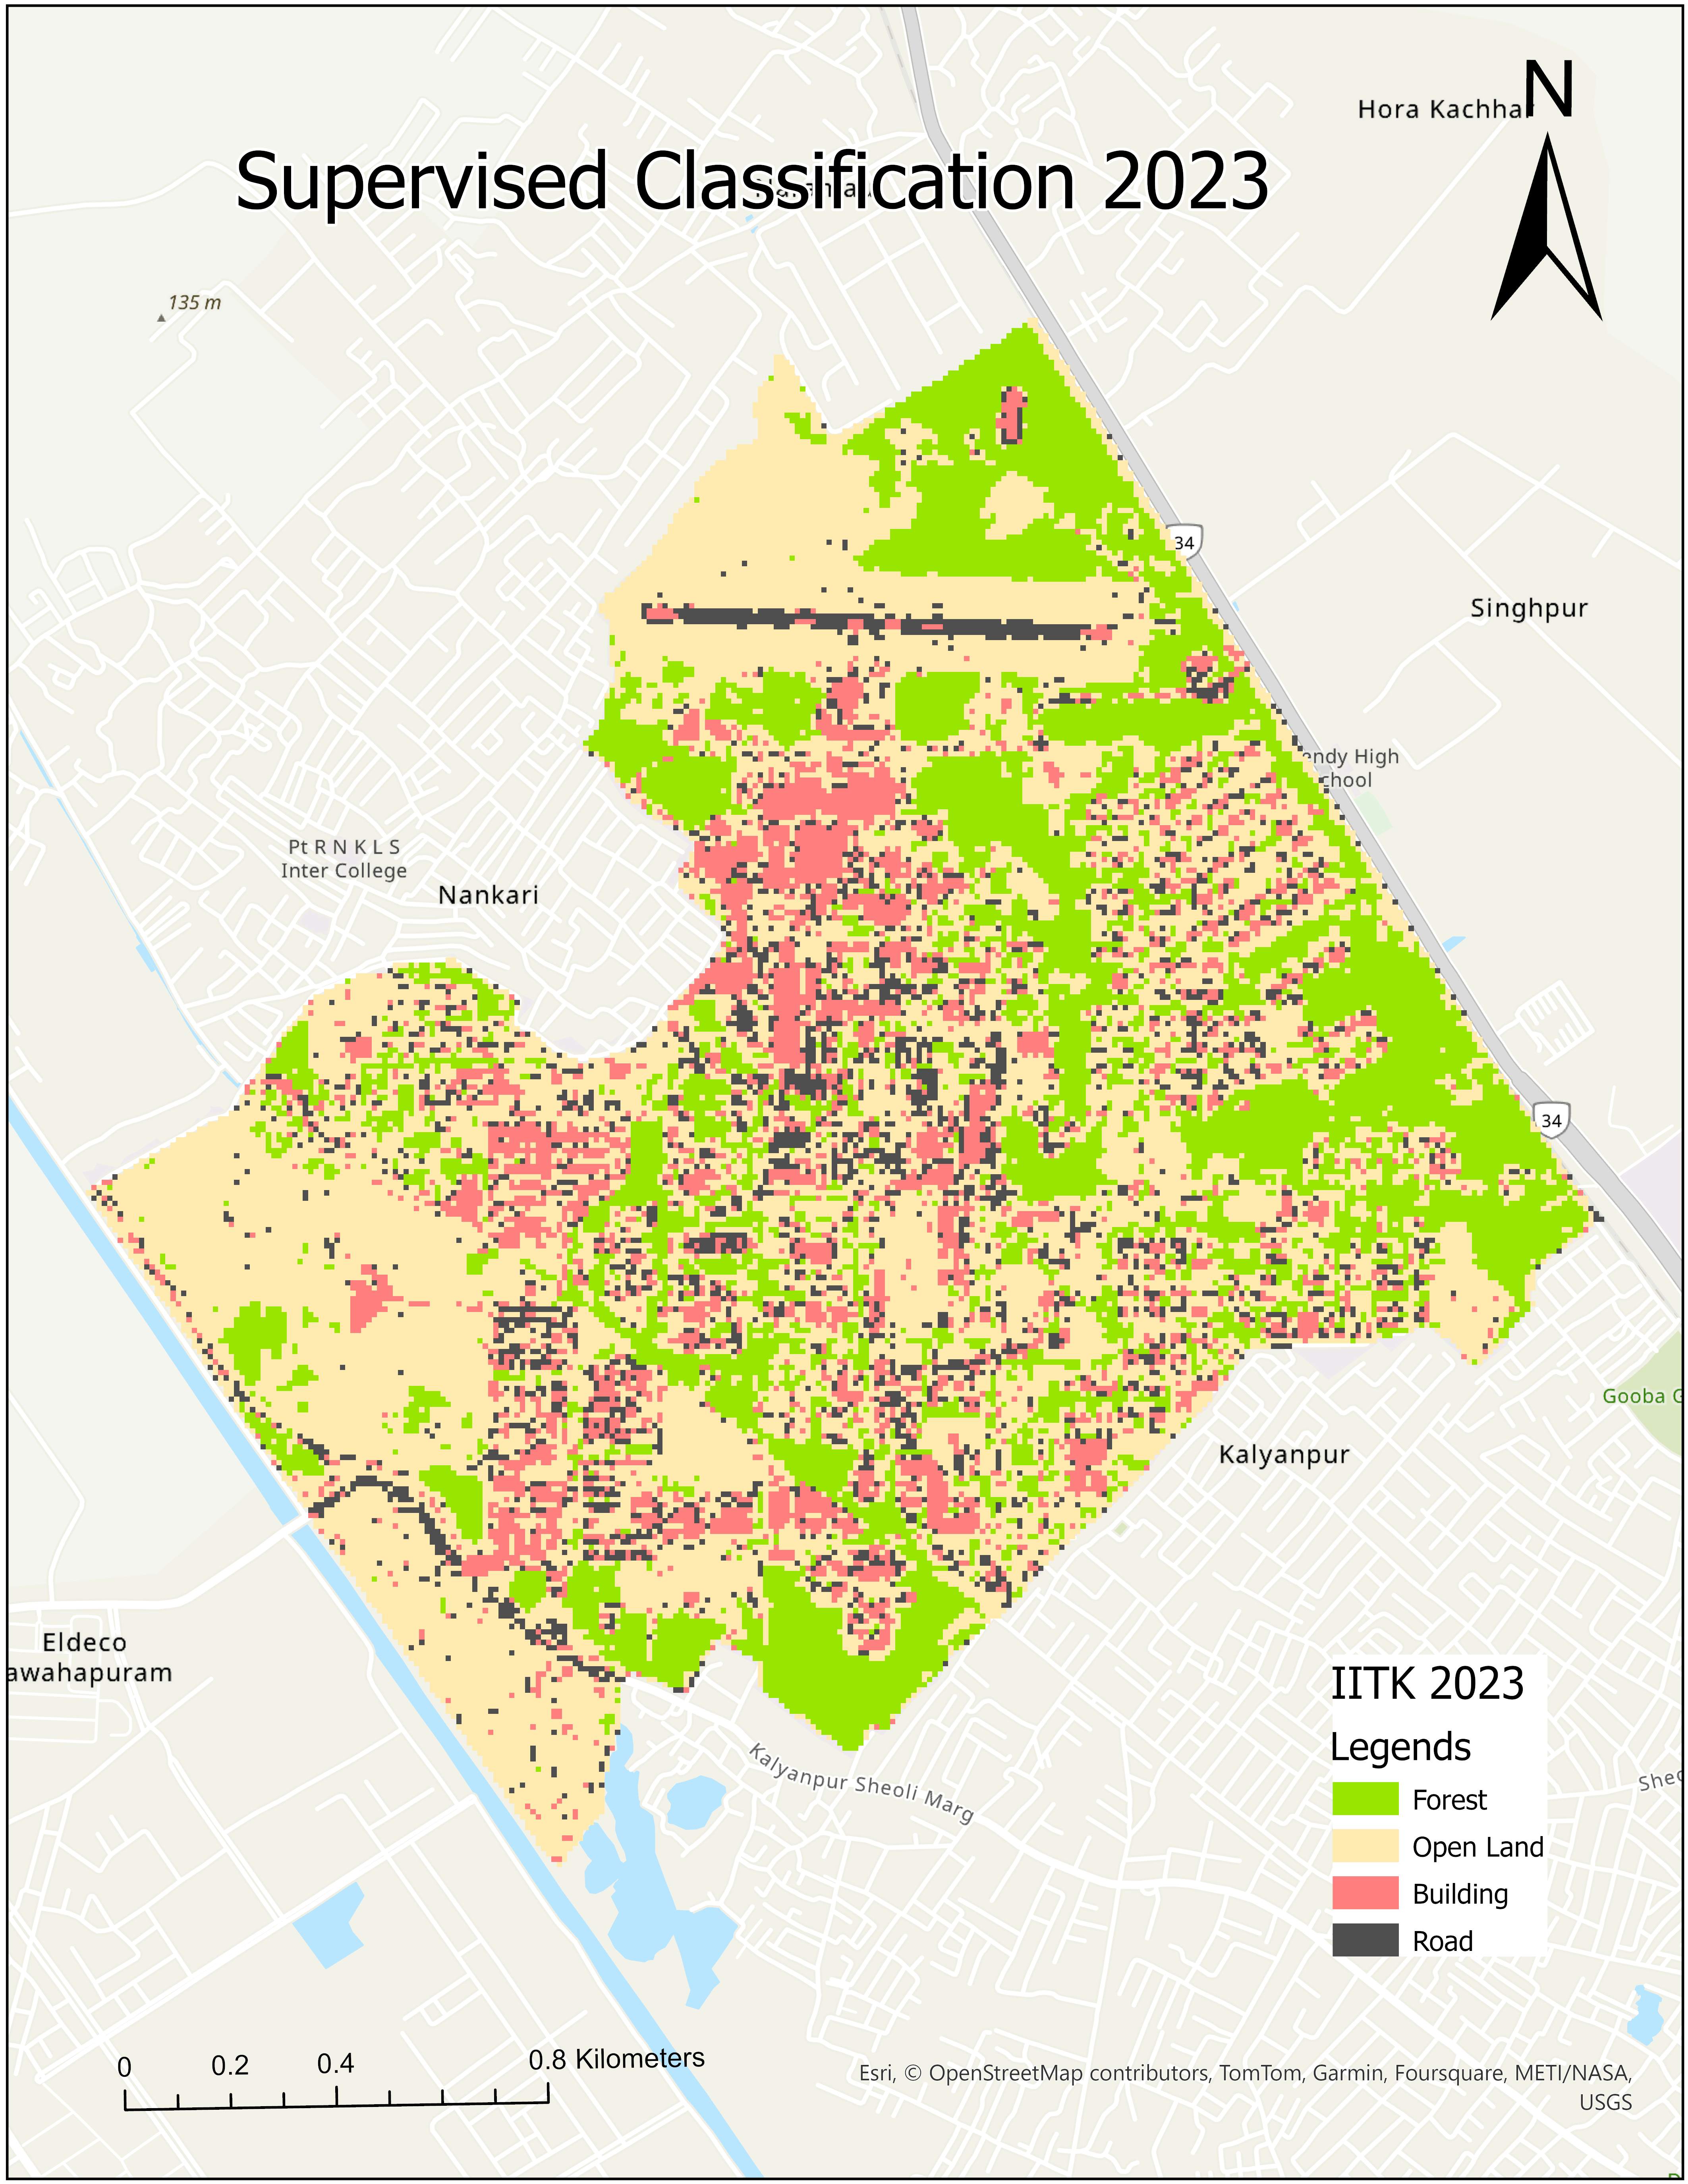 N
Hora Kachhar
Supervised Classification 2023
135 m
34
Singhpur
endy High
chool
Pt R N K L S
Inter College
Nankari
34
Gooba G
Kalyanpur
Eldeco
awahapuram
IITK 2023
Legends
Forest
Open Land
Building
Road
Kalyanpur Sheoli Marg
Sheo
0 0.2 0.4 0.8 Kilometers
Esri, © OpenStreetMap contributors, TomTom, Garmin, Foursquare, METI/NASA,
USGS